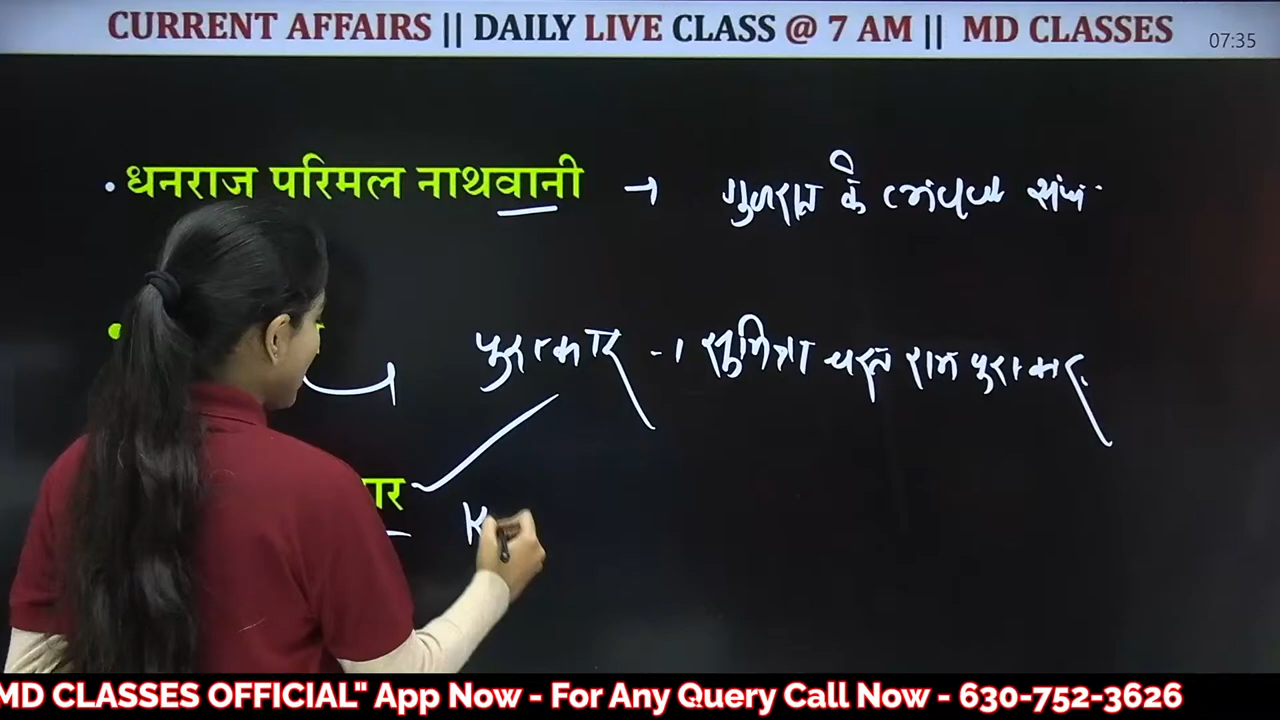 CURRENT AFFAIRS || DAILY LIVE CLASS @ 7 AM || MD CLASSES
07:35
• धनराज परिमल नाथवानी → गुजरात के
पुरस्कार - सुमित्रा चरत राम पुरस्कार
ार K
MD CLASSES OFFICIAL" App Now - For Any Query Call Now - 630-752-3626